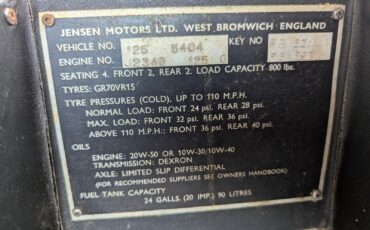 JENSEN MOTORS LTD. WEST BROMWICH ENGLAND
VEHICLE NO. 125 5404 KEY NO
ENGINE NO. 125 G
SEATING 4. FRONT 2, REAR 2. LOAD CAPACITY 800 lbs.
TYRES: GR70VR15
TYRE PRESSURES (COLD), UP TO 110 M.P.H.
NORMAL LOAD: FRONT 24 psi. REAR 28 psi.
MAX. LOAD: FRONT 32 psi. REAR 36 psi.
ABOVE 110 M.P.H.: FRONT 36 psi. REAR 40 psi.
OILS
ENGINE: 20W-50 OR 10W-30/10W-40
TRANSMISSION: DEXRON
AXLE: LIMITED SLIP DIFFERENTIAL
(FOR RECOMMENDED SUPPLIERS SEE OWNERS HANDBOOK)
FUEL TANK CAPACITY
24 GALLS. (20 IMP.) 90 LITRES